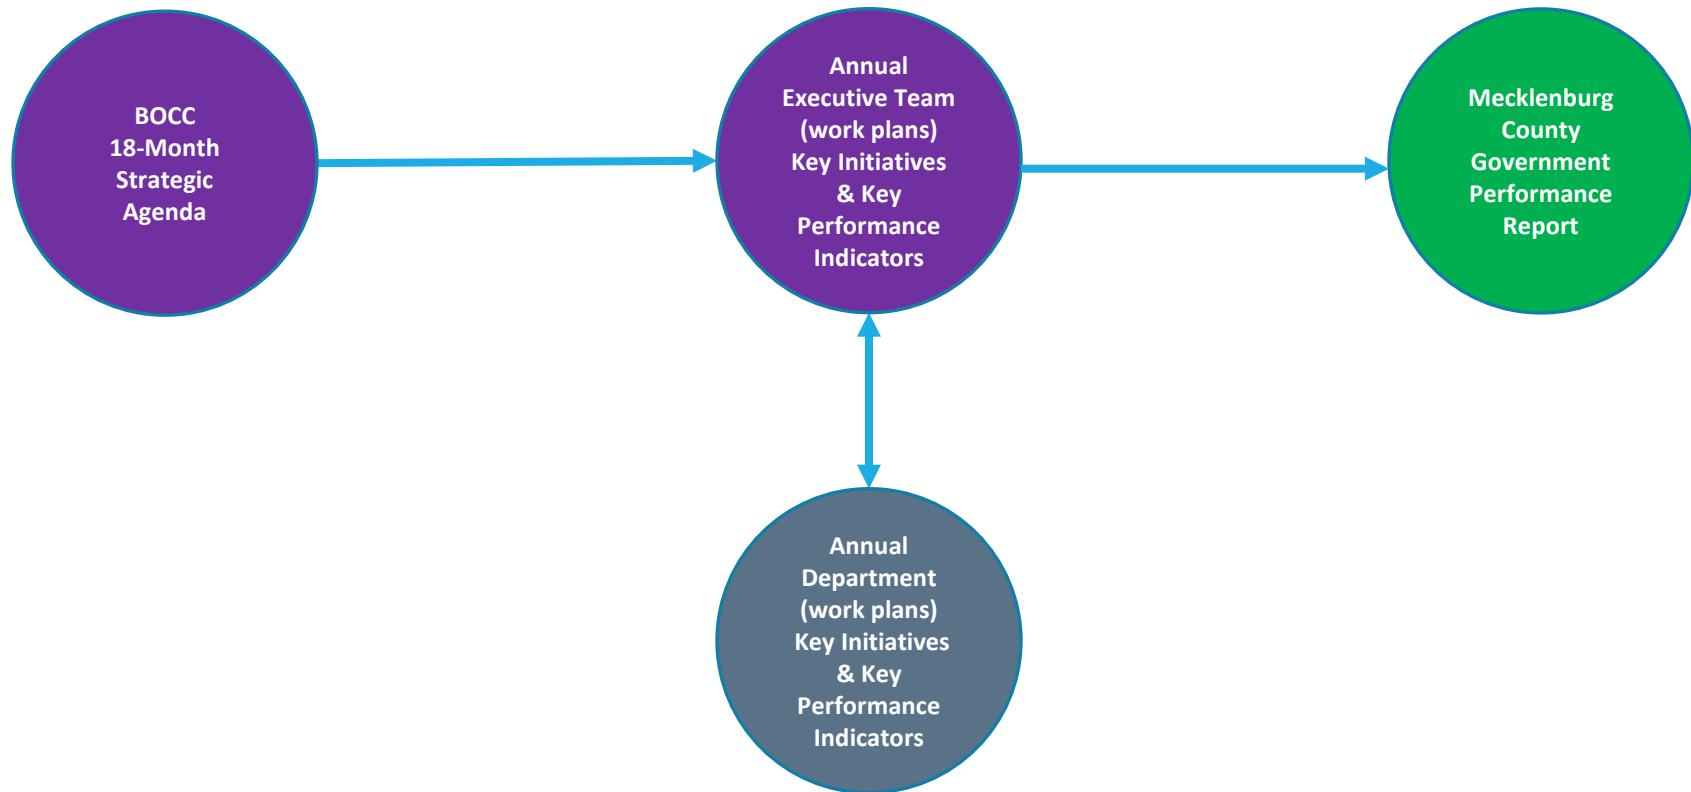 BOCC
18-Month
Strategic
Agenda
Annual
Executive Team
(work plans)
Key Initiatives
& Key
Performance
Indicators
Mecklenburg
County
Government
Performance
Report
Annual
Department
(work plans)
Key Initiatives
& Key
Performance
Indicators